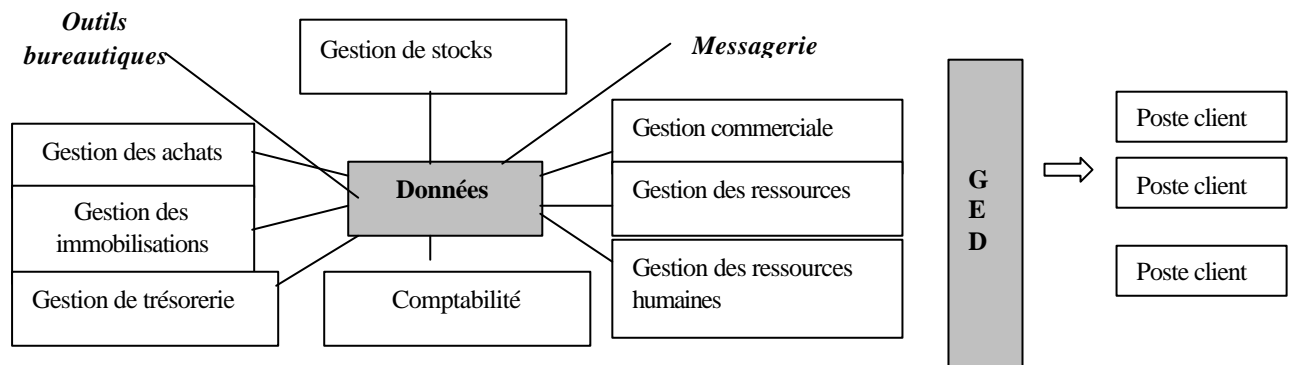 Outils
bureautiques
Gestion de stocks
Messagerie
Gestion des achats
Gestion des
immobilisations
Gestion de trésorerie
Données
Comptabilité
Gestion commerciale
Gestion des ressources
Gestion des ressources
humaines
G
E
D
Poste client
Poste client
Poste client